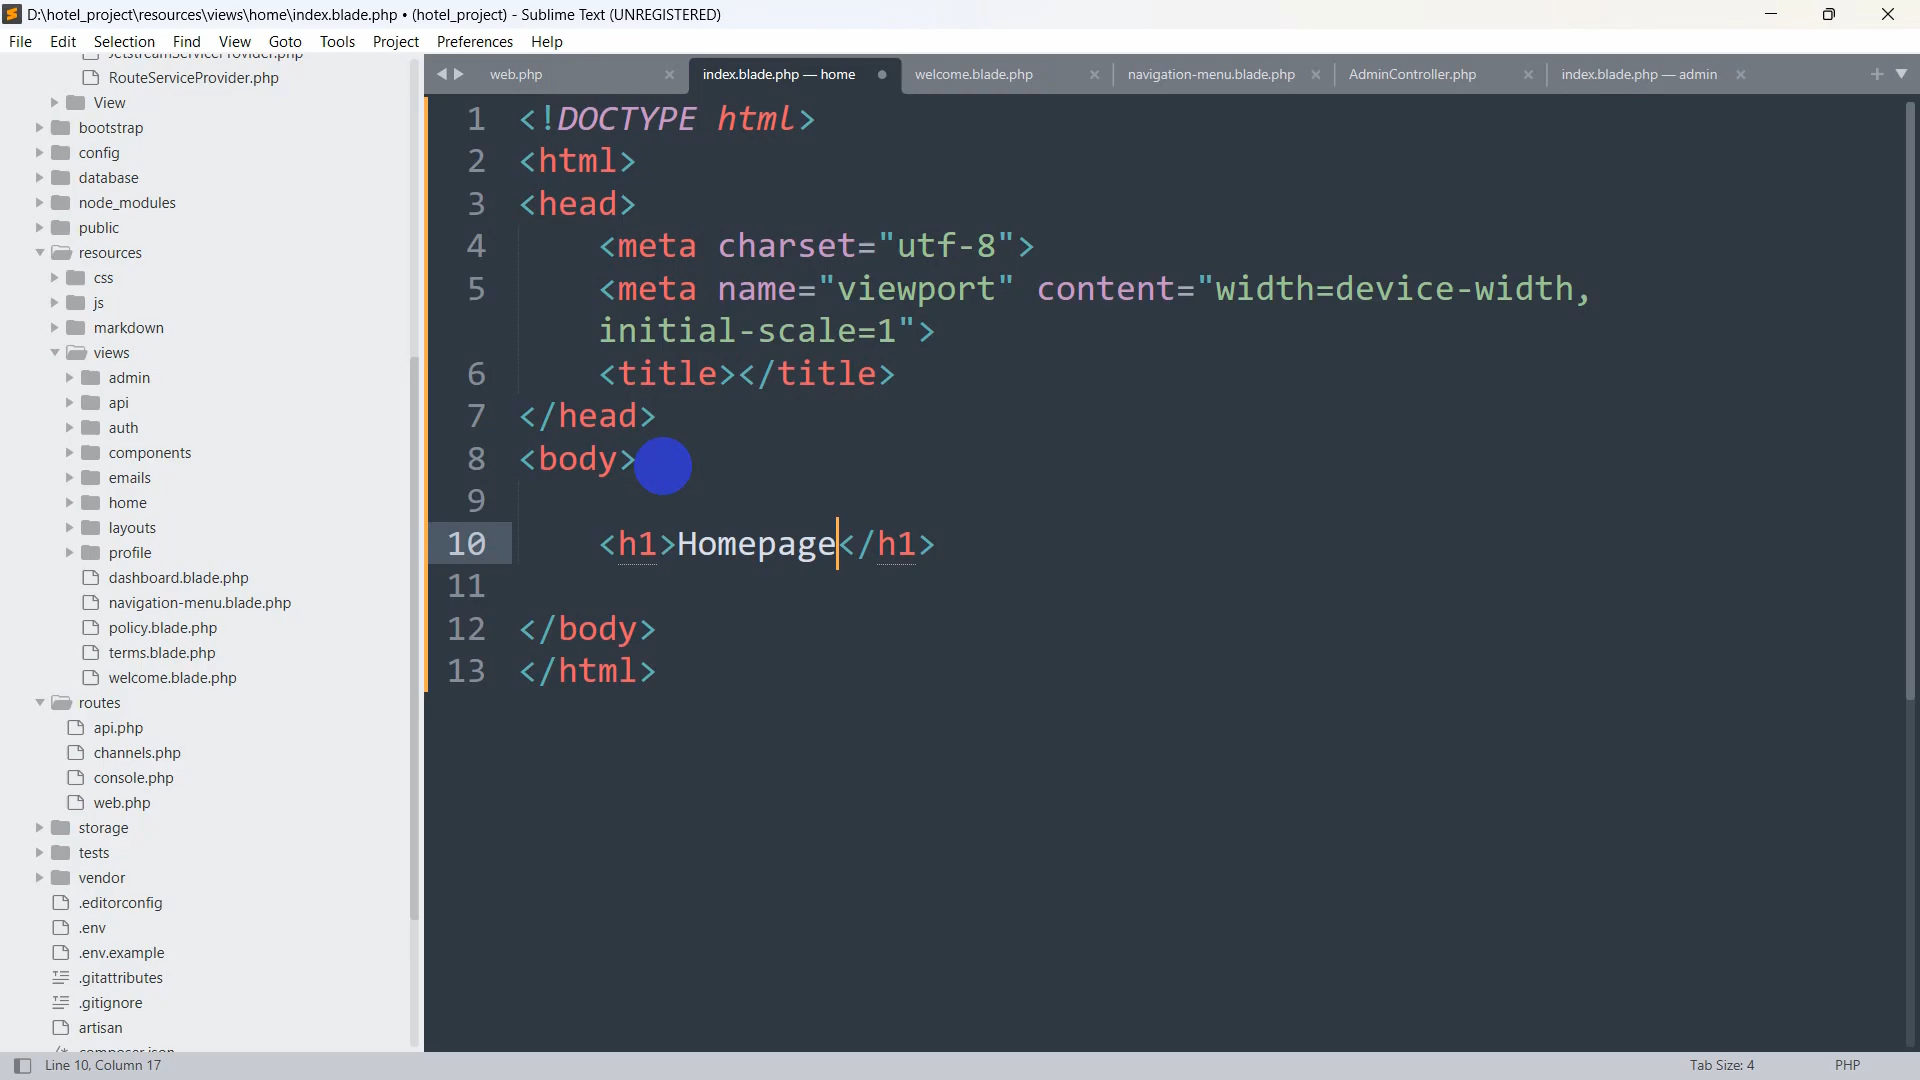 D:\hotel_project\resources\views\home\index.blade.php • (hotel_project) - Sublime Text (UNREGISTERED)
File Edit Selection Find View Goto Tools Project Preferences Help
JetstreamServiceProvider.php
RouteServiceProvider.php
View
bootstrap
config
database
node_modules
public
resources
css
js
markdown
views
admin
api
auth
components
emails
home
layouts
profile
dashboard.blade.php
navigation-menu.blade.php
policy.blade.php
terms.blade.php
welcome.blade.php
routes
api.php
channels.php
console.php
web.php
storage
tests
vendor
.editorconfig
.env
.env.example
.gitattributes
.gitignore
artisan
composer.json
web.php index.blade.php — home welcome.blade.php navigation-menu.blade.php AdminController.php index.blade.php — admin
1 <!DOCTYPE html>
2 <html>
3 <head>
4 <meta charset="utf-8">
5 <meta name="viewport" content="width=device-width,
initial-scale=1">
6 <title></title>
7 </head>
8 <body>
9
10 <h1>Homepage</h1>
11
12 </body>
13 </html>
Line 10, Column 17 Tab Size: 4 PHP